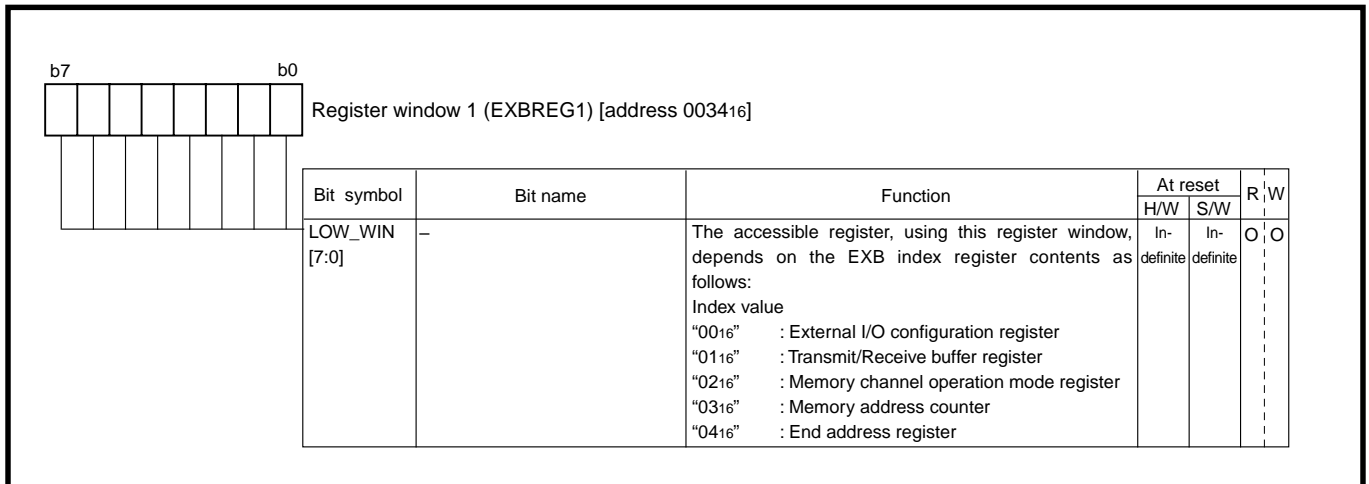 b7 b0
Register window 1 (EXBREG1) [address 003416]
Bit symbol Bit name Function At reset R W
H/W S/W
LOW_WIN – The accessible register, using this register window, In- In- O O
[7:0] depends on the EXB index register contents as definite definite
follows:
Index value
“0016” : External I/O configuration register
“0116” : Transmit/Receive buffer register
“0216” : Memory channel operation mode register
“0316” : Memory address counter
“0416” : End address register